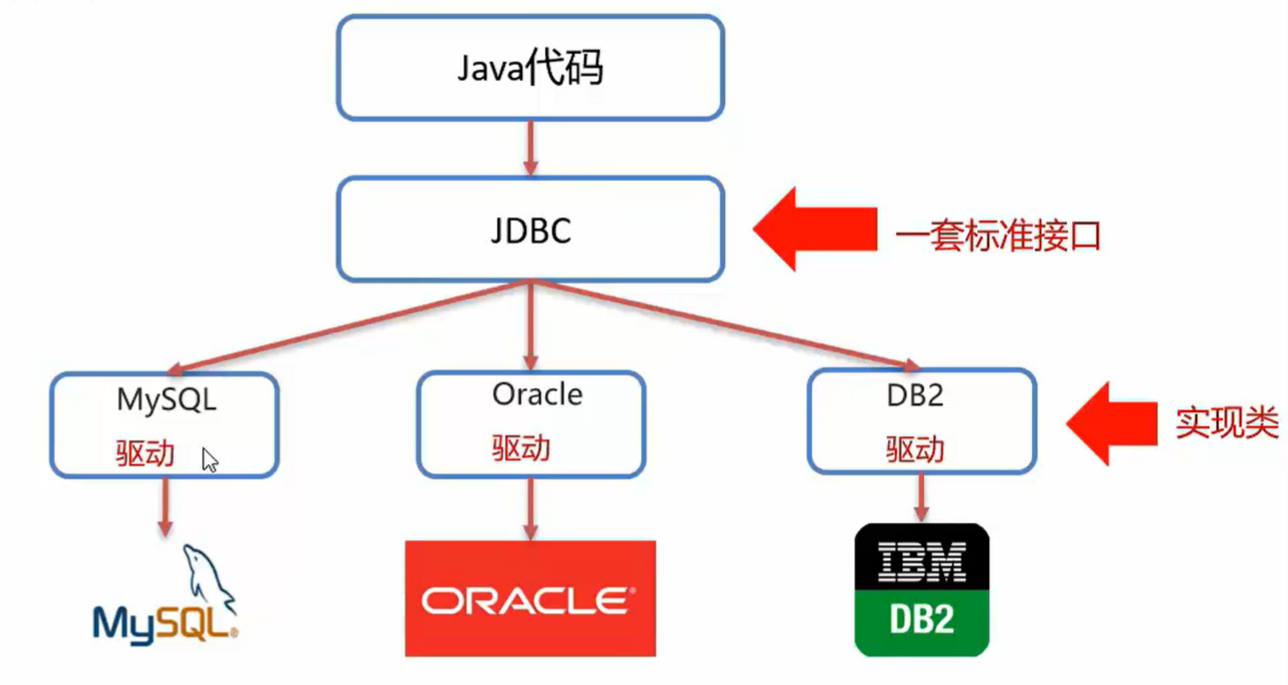 Java代码
JDBC
一套标准接口
MySQL
驱动
Oracle
驱动
DB2
驱动
实现类
MySQL®
ORACLE®
IBM
DB2